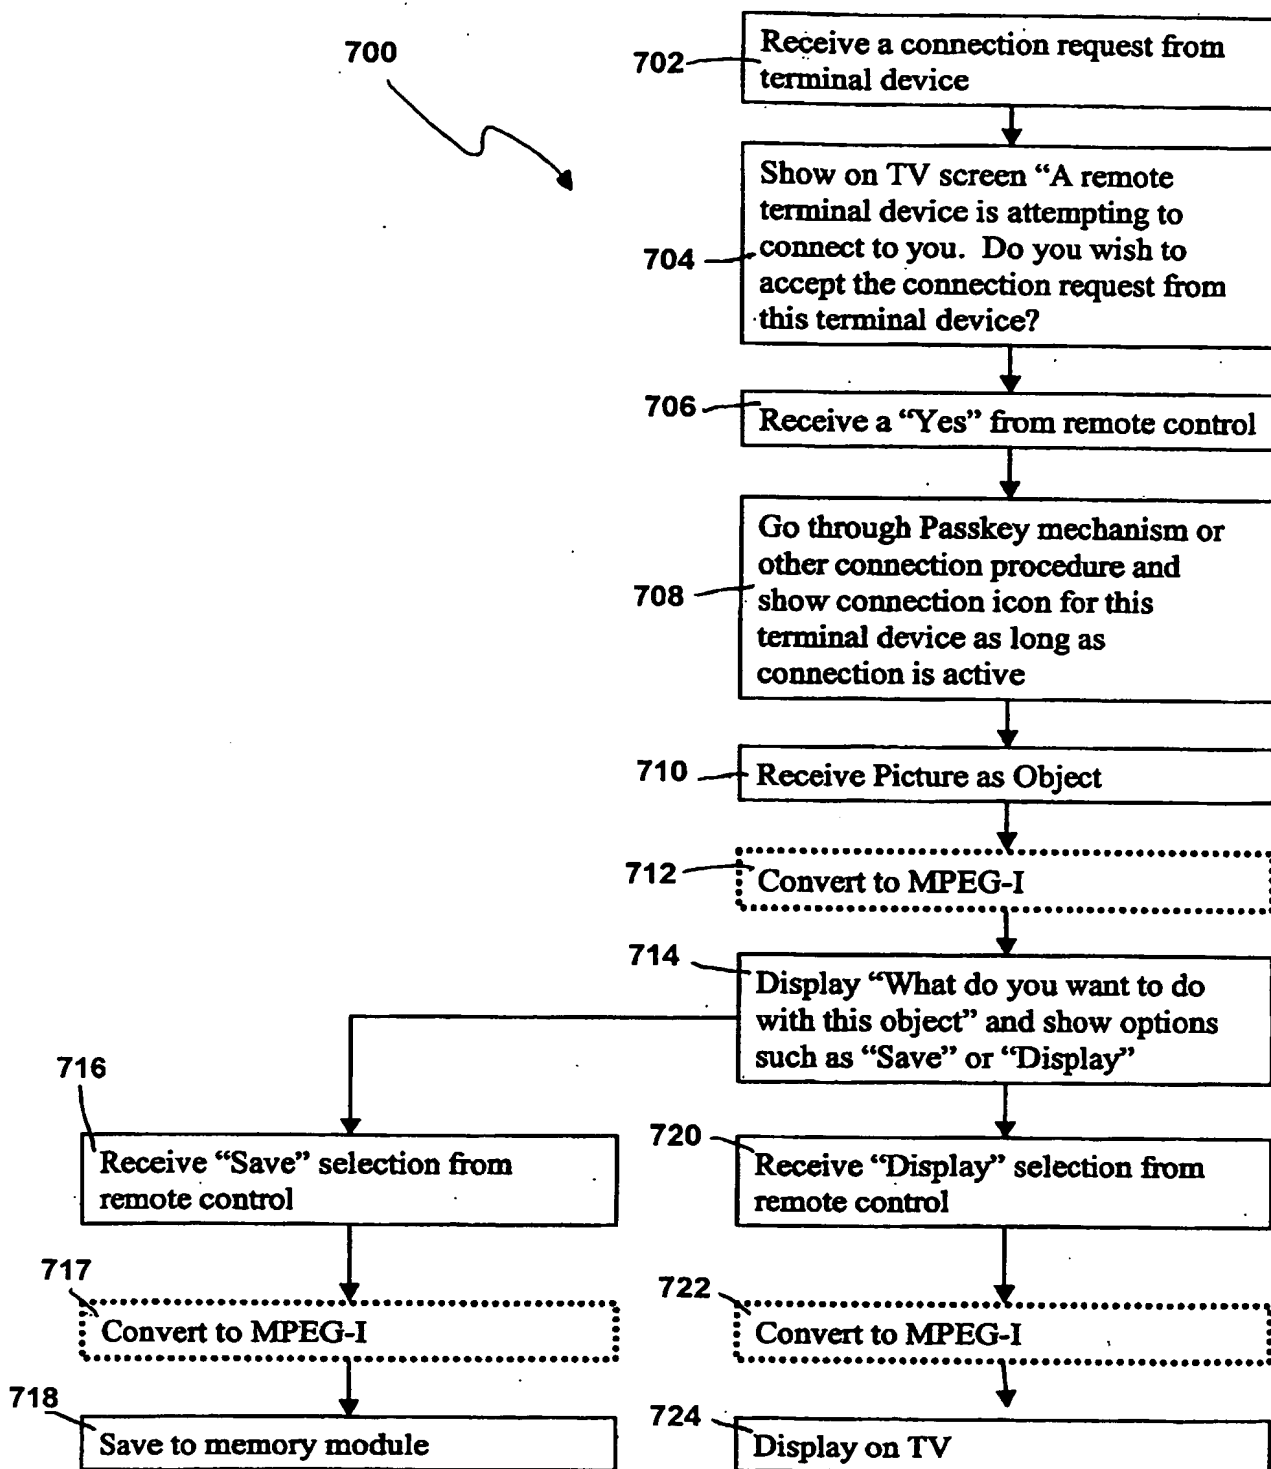 700
702
Receive a connection request from
terminal device
704
Show on TV screen “A remote
terminal device is attempting to
connect to you.  Do you wish to
accept the connection request from
this terminal device?
706
Receive a “Yes” from remote control
708
Go through Passkey mechanism or
other connection procedure and
show connection icon for this
terminal device as long as
connection is active
710
Receive Picture as Object
712
Convert to MPEG-I
714
Display “What do you want to do
with this object” and show options
such as “Save” or “Display”
716
Receive “Save” selection from
remote control
717
Convert to MPEG-I
718
Save to memory module
720
Receive “Display” selection from
remote control
722
Convert to MPEG-I
724
Display on TV